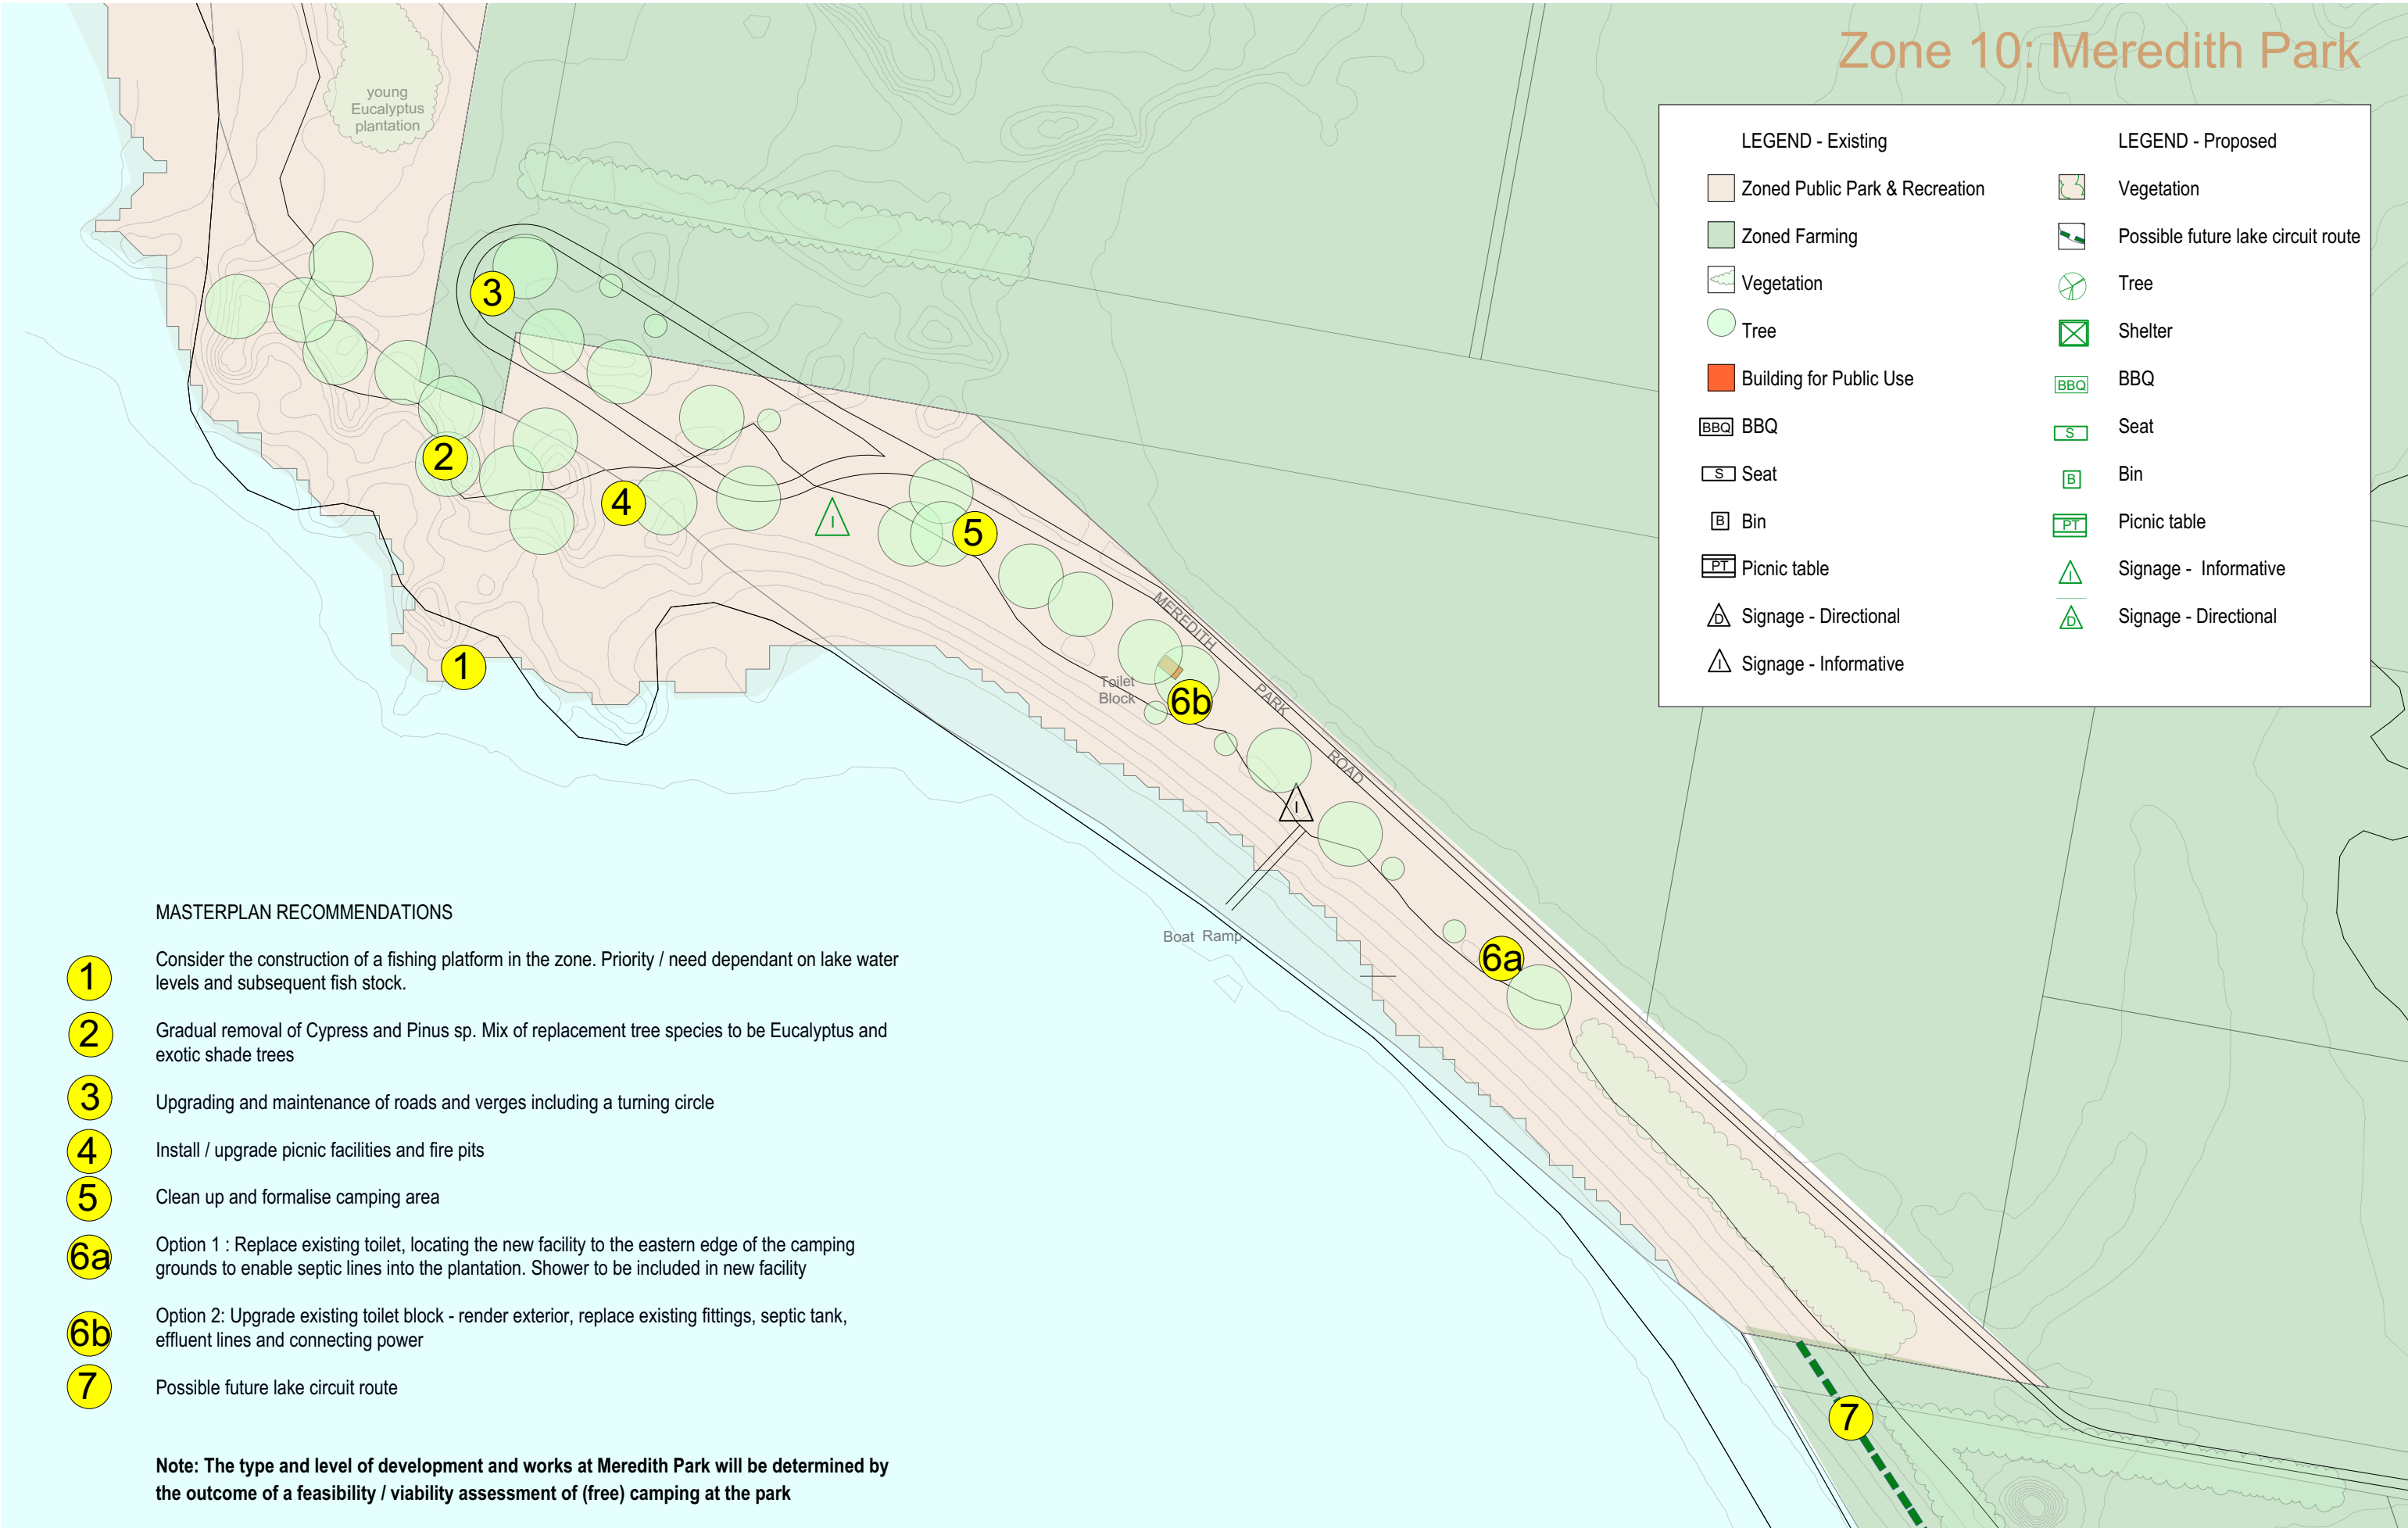 Zone 10: Meredith Park
young
Eucalyptus
plantation
LEGEND - Existing
Zoned Public Park & Recreation
Zoned Farming
Vegetation
Tree
Building for Public Use
BBQ BBQ
S Seat
B Bin
PT Picnic table
D Signage - Directional
I Signage - Informative
LEGEND - Proposed
Vegetation
Possible future lake circuit route
Tree
Shelter
BBQ BBQ
S Seat
B Bin
PT Picnic table
I Signage - Informative
D Signage - Directional
3
2
4
I
5
1
MEREDITH PARK ROAD
Toilet
Block
6b
I
Boat Ramp
6a
7
MASTERPLAN RECOMMENDATIONS
1 Consider the construction of a fishing platform in the zone. Priority / need dependant on lake water
levels and subsequent fish stock.
2 Gradual removal of Cypress and Pinus sp. Mix of replacement tree species to be Eucalyptus and
exotic shade trees
3 Upgrading and maintenance of roads and verges including a turning circle
4 Install / upgrade picnic facilities and fire pits
5 Clean up and formalise camping area
6a Option 1 : Replace existing toilet, locating the new facility to the eastern edge of the camping
grounds to enable septic lines into the plantation. Shower to be included in new facility
6b Option 2: Upgrade existing toilet block - render exterior, replace existing fittings, septic tank,
effluent lines and connecting power
7 Possible future lake circuit route
Note: The type and level of development and works at Meredith Park will be determined by
the outcome of a feasibility / viability assessment of (free) camping at the park